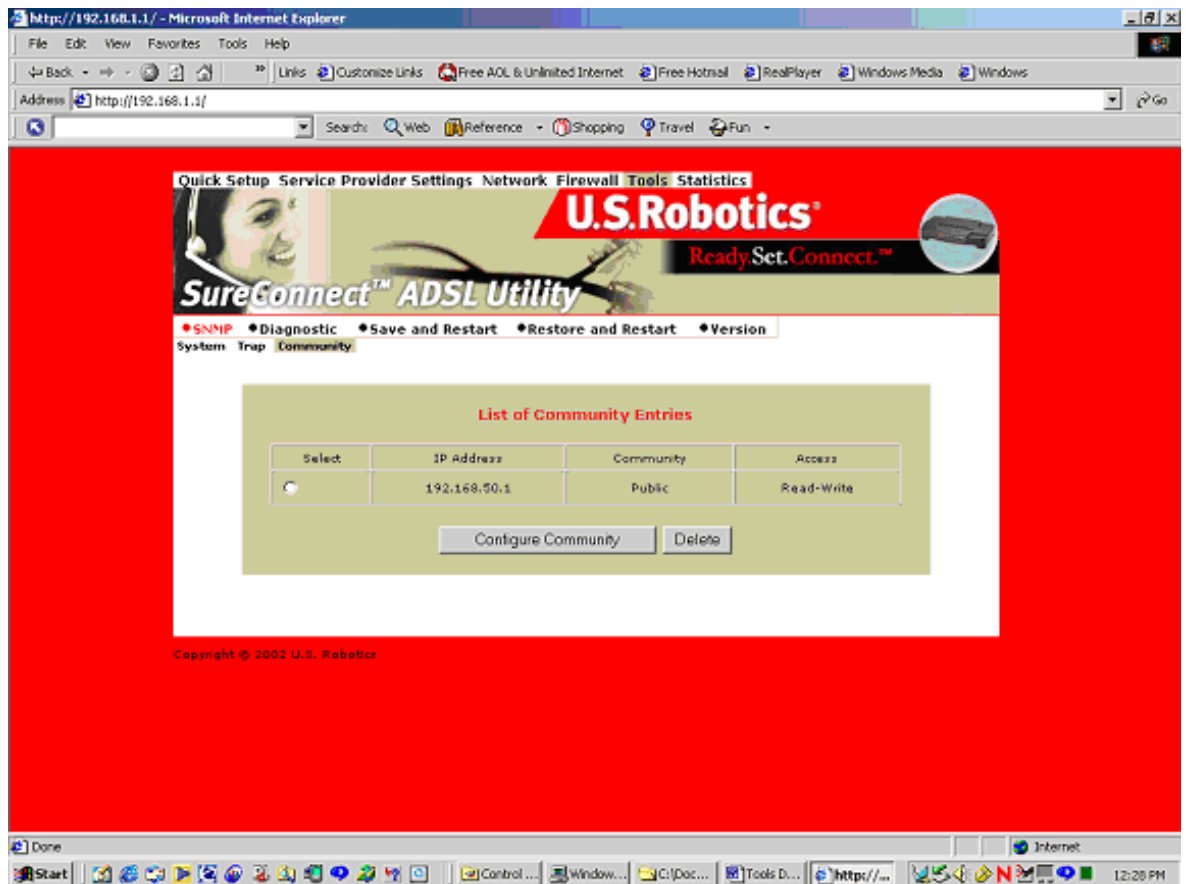 http://192.168.1.1/ - Microsoft Internet Explorer
File Edit View Favorites Tools Help
Back » Links Customize Links Free AOL & Unlimited Internet Free Hotmail RealPlayer Windows Media Windows
Address http://192.168.1.1/ Go
Search: Web Reference Shopping Travel Fun
Quick Setup Service Provider Settings Network Firewall Tools Statistics
U.S.Robotics®
Ready.Set.Connect.™
SureConnect™ ADSL Utility
SNMP Diagnostic Save and Restart Restore and Restart Version
System Trap Community
List of Community Entries
Select IP Address Community Access
192.168.50.1 Public Read-Write
Configure Community Delete
Copyright © 2002 U.S. Robotics
Done Internet
Start Control ... Window... C:\Doc... Tools D... http://... 12:28 PM